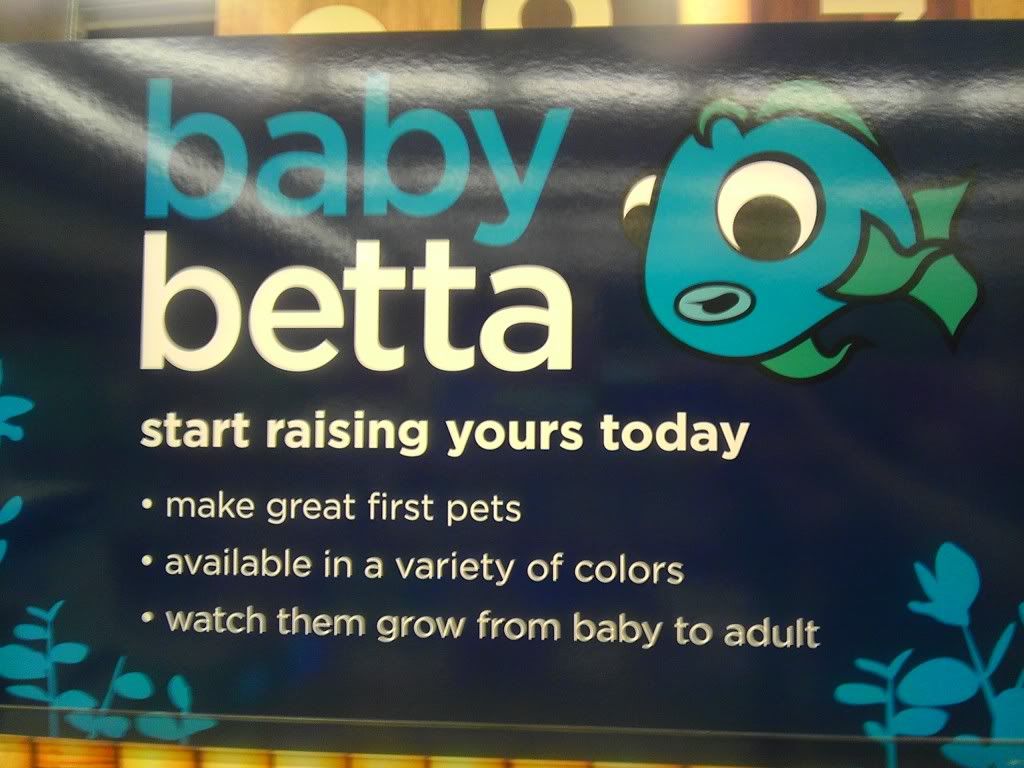 baby
betta
start raising yours today
• make great first pets
• available in a variety of colors
• watch them grow from baby to adult